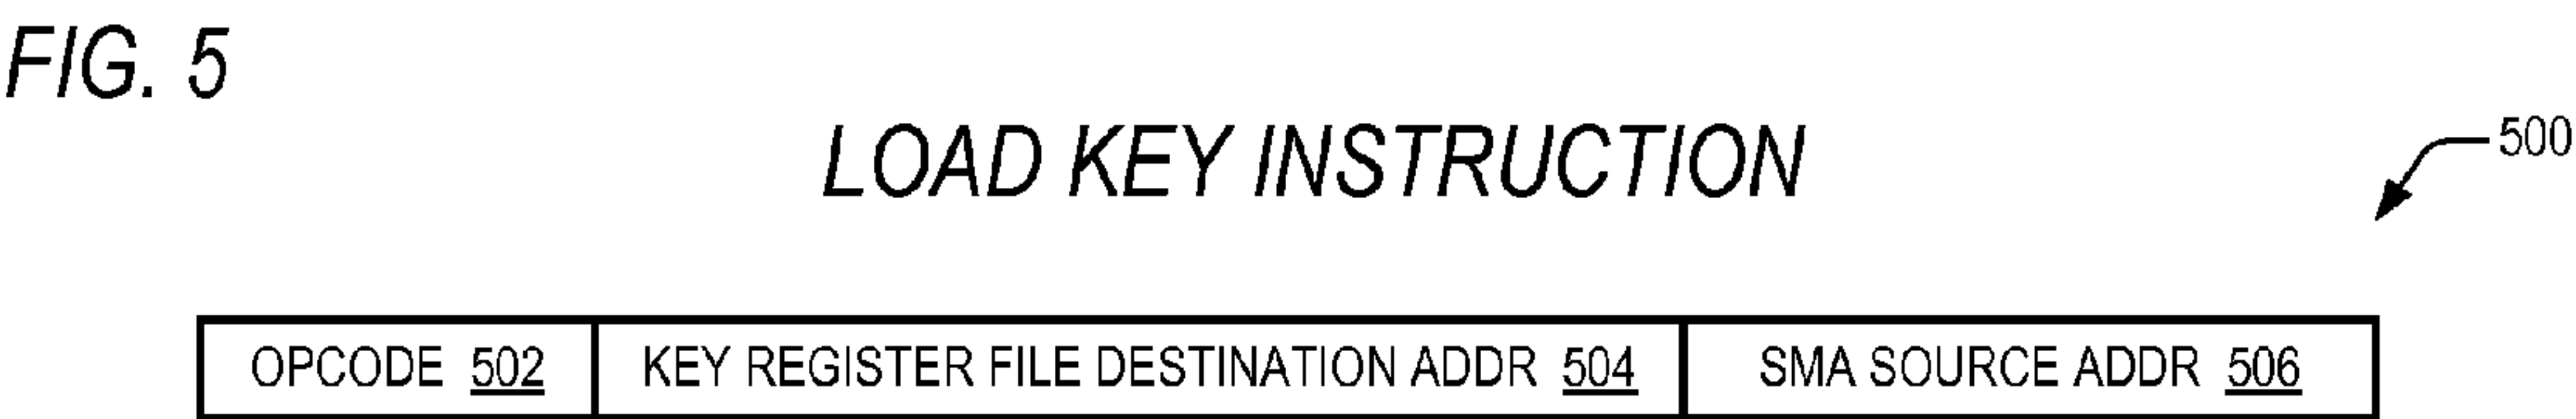 FIG. 5
LOAD KEY INSTRUCTION
500
OPCODE 502 KEY REGISTER FILE DESTINATION ADDR 504 SMA SOURCE ADDR 506